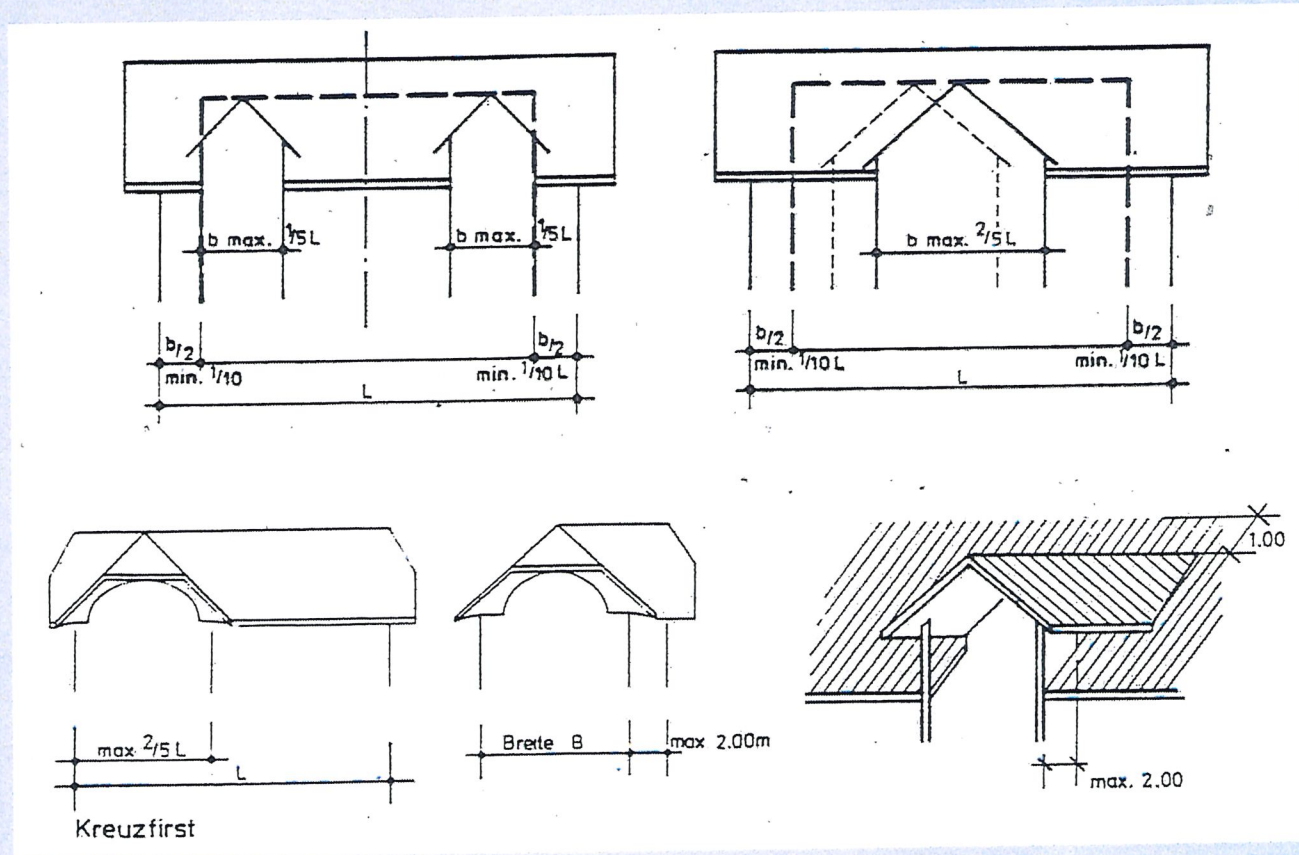 b max. 1/5 L
b max. 1/5 L
b/2
b/2
min. 1/10
min. 1/10 L
L
b max. 2/5 L
b/2
b/2
min. 1/10 L
min. 1/10 L
L
max 2/5 L
L
Kreuzfirst
Breite B
max 2.00m
1.00
max. 2.00